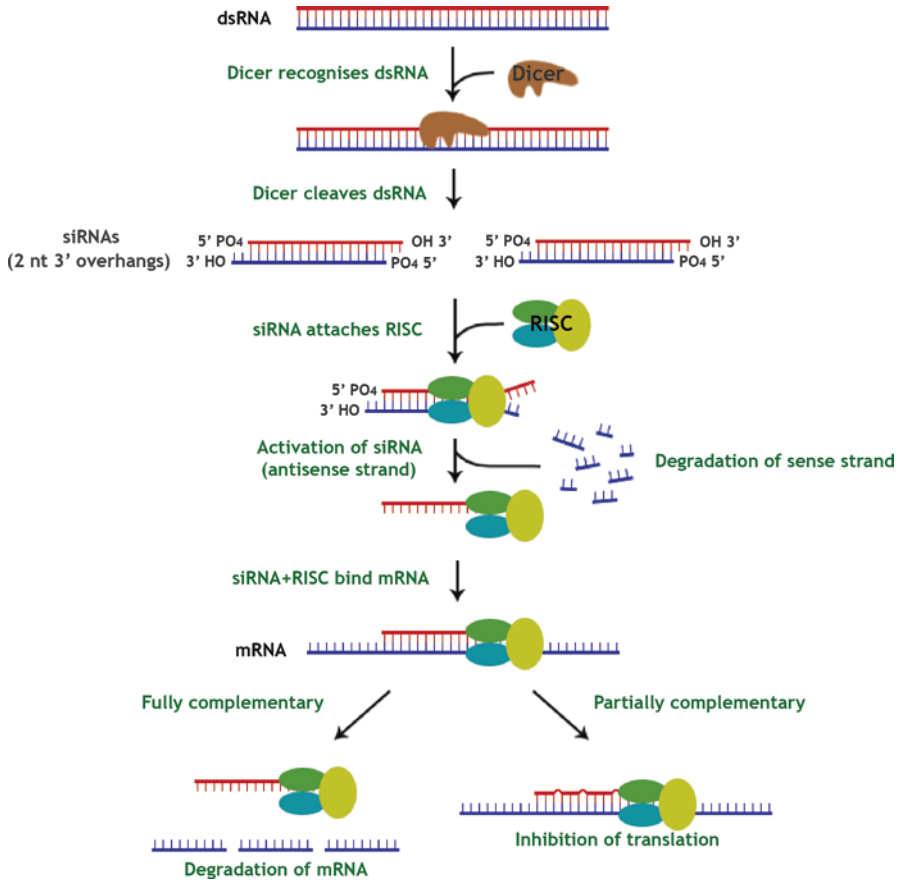 dsRNA
Dicer recognises dsRNA
Dicer
Dicer cleaves dsRNA
siRNAs
(2 nt 3’ overhangs)
5’ PO4
OH 3’
3’ HO
PO4 5’
5’ PO4
OH 3’
3’ HO
PO4 5’
siRNA attaches RISC
RISC
5’ PO4
3’ HO
Activation of siRNA
(antisense strand)
Degradation of sense strand
siRNA+RISC bind mRNA
mRNA
Fully complementary
Partially complementary
Degradation of mRNA
Inhibition of translation